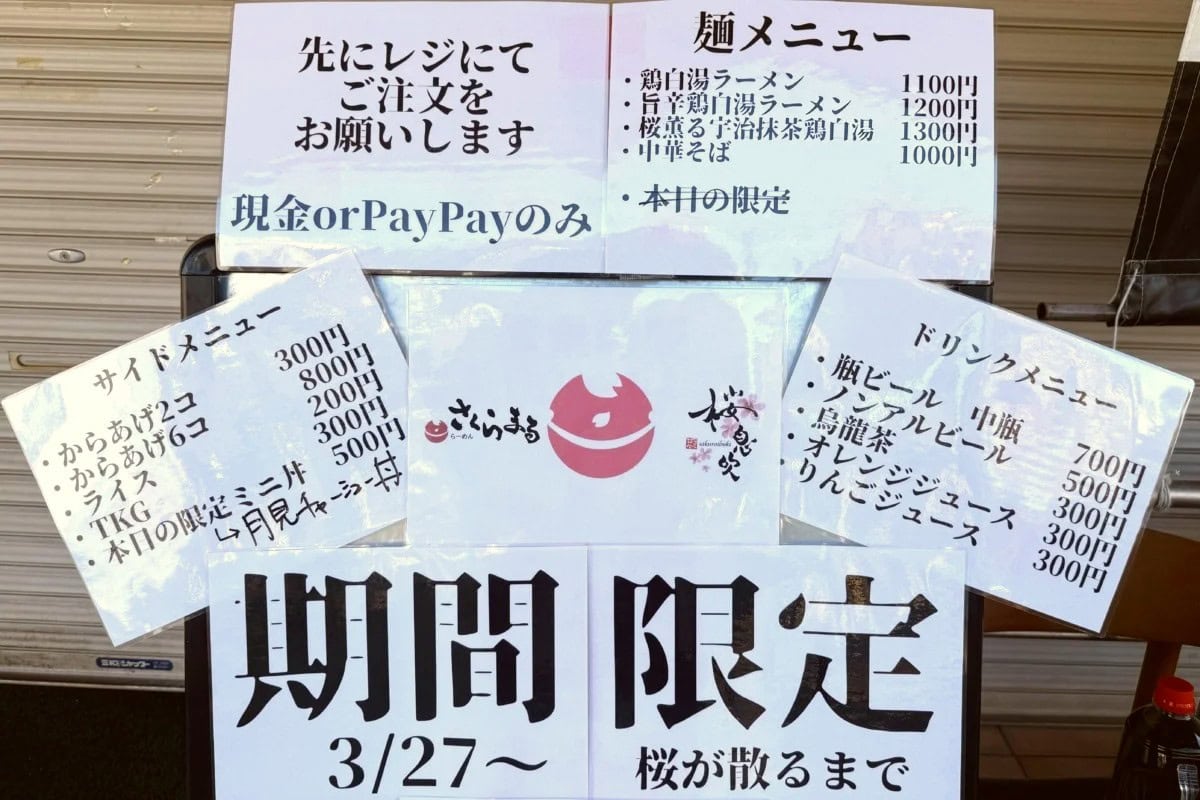 先にレジにて
ご注文を
お願いします
現金orPayPayのみ
麺メニュー
・鶏白湯ラーメン 1100円
・旨辛鶏白湯ラーメン 1200円
・桜薫る宇治抹茶鶏白湯 1300円
・中華そば 1000円
・本日の限定
サイドメニュー
・からあげ2コ 300円
・からあげ6コ 800円
・ライス 200円
・TKG 300円
・本日の限定ミニ丼 500円
↳月見チャーシュー丼
さくらまる
らーめん
桜息吹
sakuraibuki
ドリンクメニュー
・瓶ビール 中瓶 700円
・ノンアルビール 500円
・烏龍茶 300円
・オレンジジュース 300円
・りんごジュース 300円
期間限定
3/27〜
桜が散るまで
三和シャッター